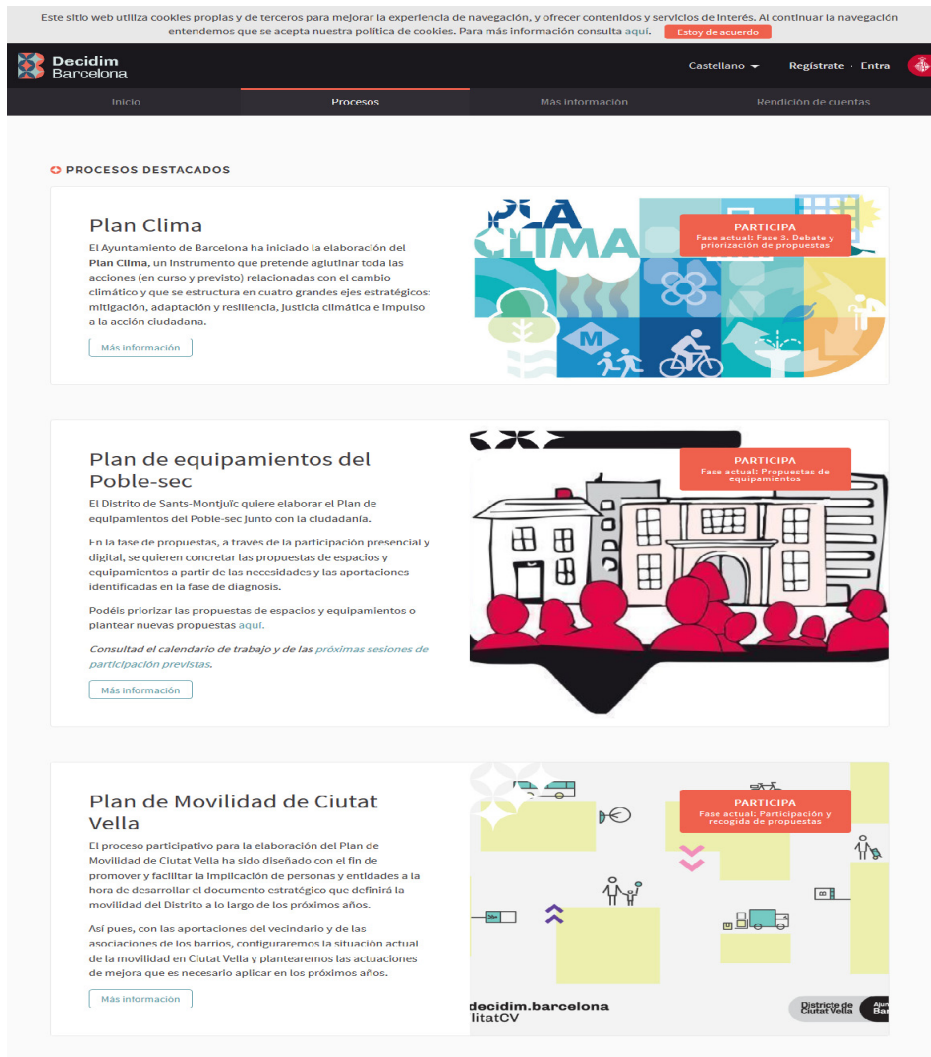 Este sitio web utiliza cookies propias y de terceros para mejorar la experiencia de navegación, y ofrecer contenidos y servicios de interés. Al continuar la navegación
entendemos que se acepta nuestra política de cookies. Para más información consulta aquí. Estoy de acuerdo
Decidim
Barcelona
Castellano Regístrate · Entra
Inicio Procesos Más información Rendición de cuentas
PROCESOS DESTACADOS
Plan Clima
El Ayuntamiento de Barcelona ha iniciado la elaboración del
Plan Clima, un instrumento que pretende aglutinar toda las
acciones (en curso y previsto) relacionadas con el cambio
climático y que se estructura en cuatro grandes ejes estratégicos:
mitigación, adaptación y resiliencia, justicia climática e impulso
a la acción ciudadana.
Más información
PLA
CLIMA
M
PARTICIPA
Fase actual: Fase 3. Debate y
priorización de propuestas
Plan de equipamientos del
Poble-sec
El Distrito de Sants-Montjuïc quiere elaborar el Plan de
equipamientos del Poble-sec junto con la ciudadanía.
En la fase de propuestas, a través de la participación presencial y
digital, se quieren concretar las propuestas de espacios y
equipamientos a partir de las necesidades y las aportaciones
identificadas en la fase de diagnosis.
Podéis priorizar las propuestas de espacios y equipamientos o
plantear nuevas propuestas aquí.
Consultad el calendario de trabajo y de las próximas sesiones de
participación previstas.
Más información
PARTICIPA
Fase actual: Propuestas de
equipamientos
Plan de Movilidad de Ciutat
Vella
El proceso participativo para la elaboración del Plan de
Movilidad de Ciutat Vella ha sido diseñado con el fin de
promover y facilitar la implicación de personas y entidades a la
hora de desarrollar el documento estratégico que definirá la
movilidad del Distrito a lo largo de los próximos años.
Así pues, con las aportaciones del vecindario y de las
asociaciones de los barrios, configuraremos la situación actual
de la movilidad en Ciutat Vella y plantearemos las actuaciones
de mejora que es necesario aplicar en los próximos años.
Más información
PARTICIPA
Fase actual: Participación y
recogida de propuestas
decidim.barcelona
litatCV
Districte de
Ciutat Vella
Ajun
Bar